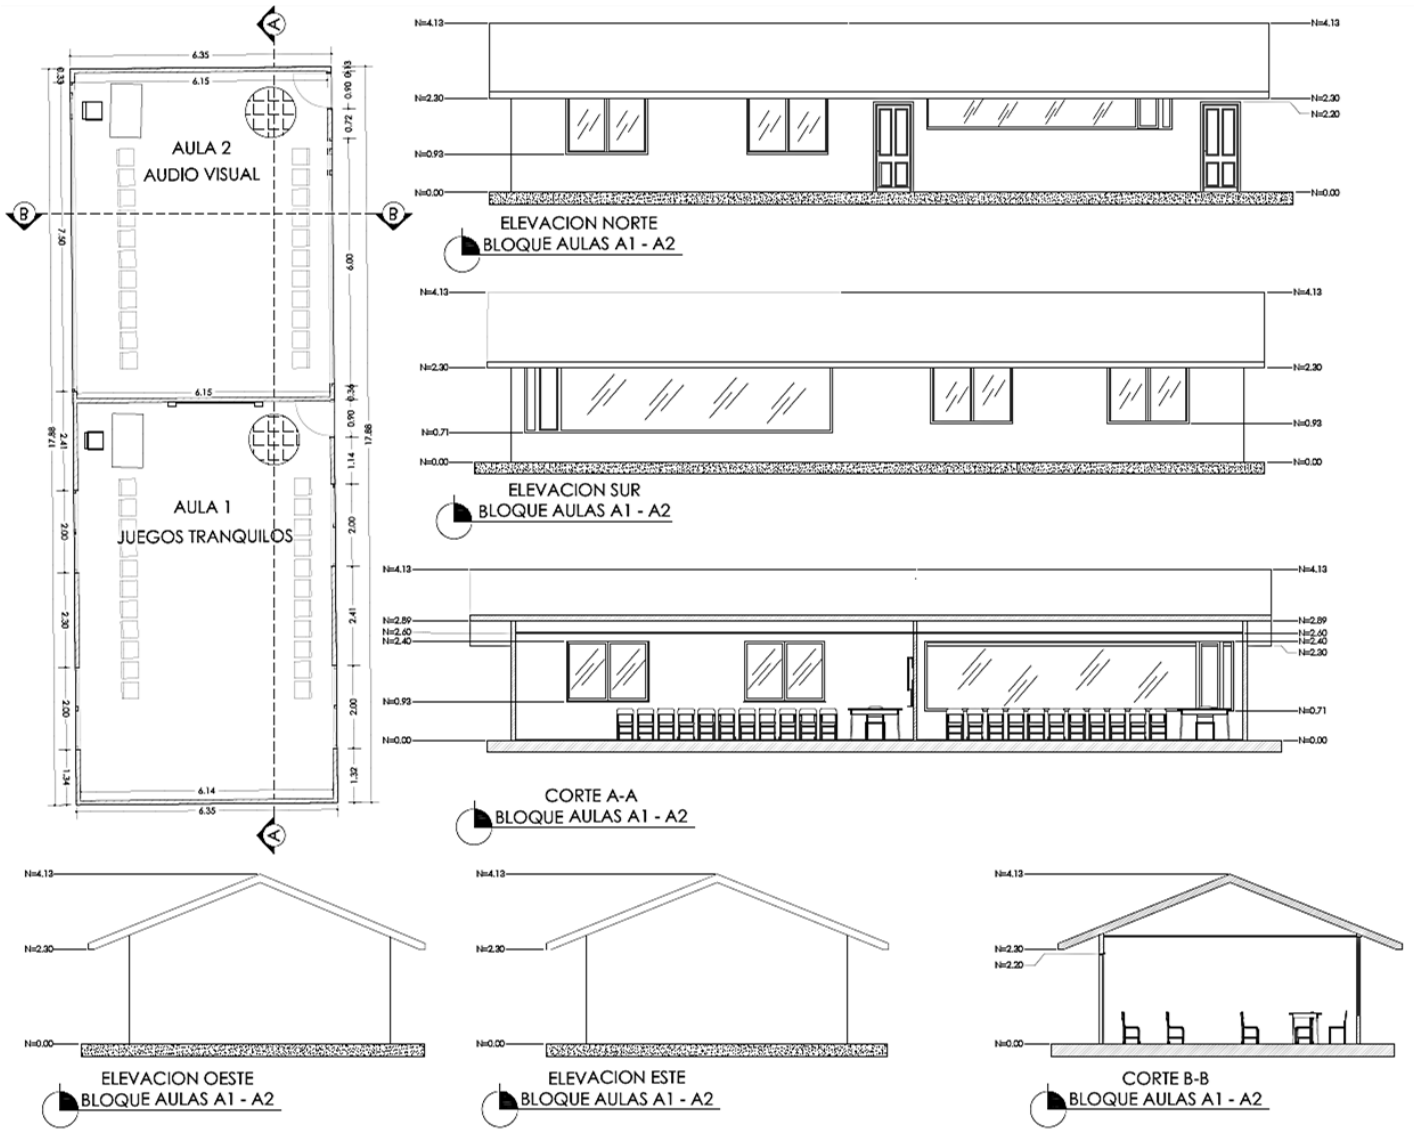 A
6.35
6.15
0.33
0.13
0.90
0.72
AULA 2
AUDIO VISUAL
B
B
7.50
6.00
17.88
17.88
6.15
0.36
0.90
2.41
1.14
AULA 1
JUEGOS TRANQUILOS
2.00
2.00
2.30
2.41
2.00
2.00
1.34
1.32
6.14
6.35
A
N=4.13
N=4.13
N=2.30
N=2.30
N=2.20
N=0.93
N=0.00
N=0.00
ELEVACION NORTE
BLOQUE AULAS A1 - A2
N=4.13
N=4.13
N=2.30
N=2.30
N=0.71
N=0.93
N=0.00
N=0.00
ELEVACION SUR
BLOQUE AULAS A1 - A2
N=4.13
N=4.13
N=2.89
N=2.89
N=2.60
N=2.60
N=2.40
N=2.40
N=2.30
N=0.93
N=0.71
N=0.00
N=0.00
CORTE A-A
BLOQUE AULAS A1 - A2
N=4.13
N=2.30
N=0.00
ELEVACION OESTE
BLOQUE AULAS A1 - A2
N=4.13
N=2.30
N=0.00
ELEVACION ESTE
BLOQUE AULAS A1 - A2
N=4.13
N=2.30
N=2.20
N=0.00
CORTE B-B
BLOQUE AULAS A1 - A2